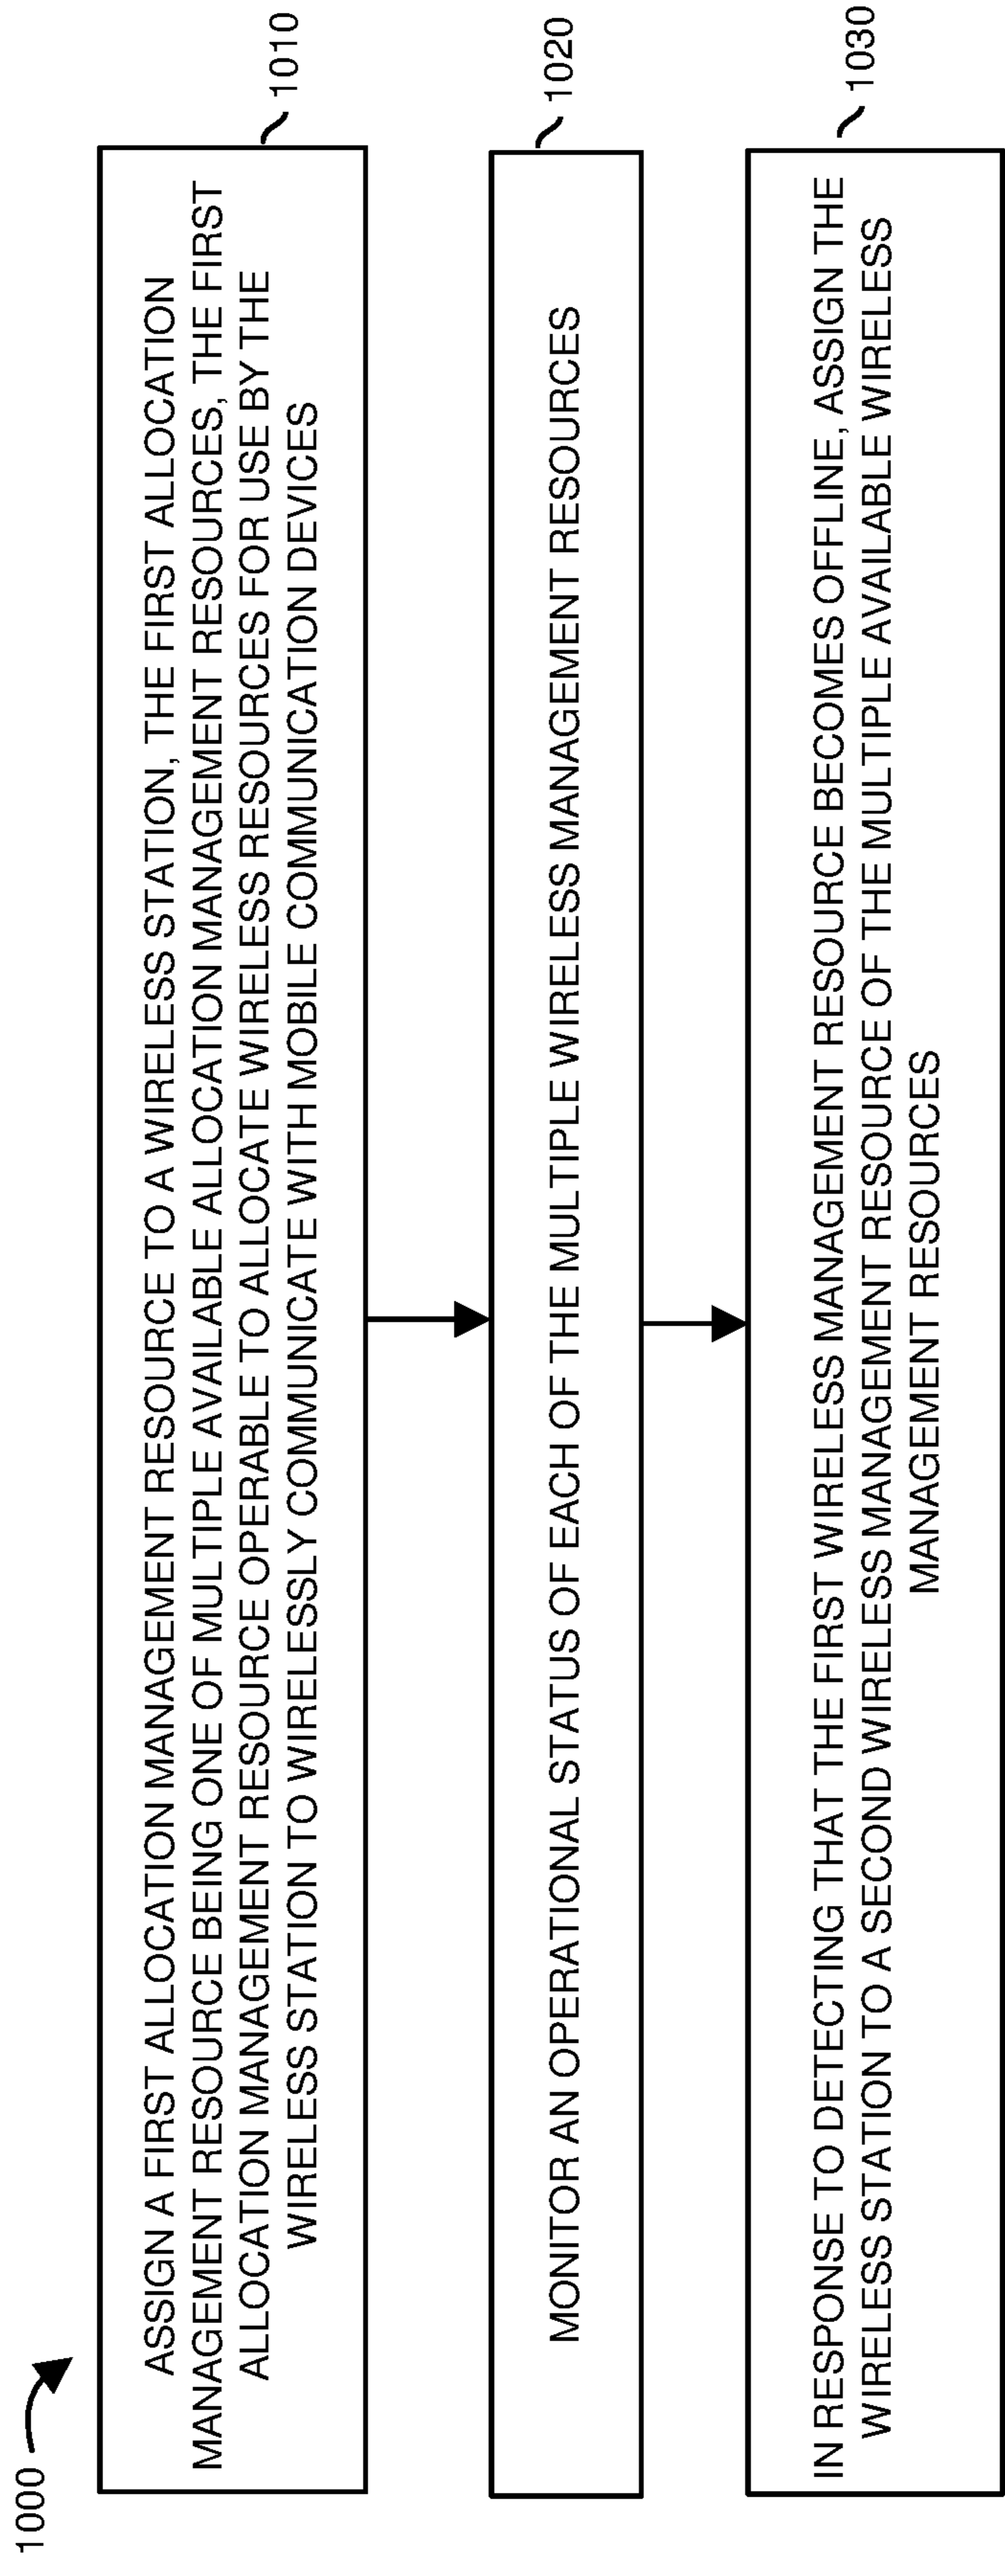 1000
ASSIGN A FIRST ALLOCATION MANAGEMENT RESOURCE TO A WIRELESS STATION, THE FIRST ALLOCATION
MANAGEMENT RESOURCE BEING ONE OF MULTIPLE AVAILABLE ALLOCATION MANAGEMENT RESOURCES, THE FIRST
ALLOCATION MANAGEMENT RESOURCE OPERABLE TO ALLOCATE WIRELESS RESOURCES FOR USE BY THE
WIRELESS STATION TO WIRELESSLY COMMUNICATE WITH MOBILE COMMUNICATION DEVICES
1010
MONITOR AN OPERATIONAL STATUS OF EACH OF THE MULTIPLE WIRELESS MANAGEMENT RESOURCES
1020
IN RESPONSE TO DETECTING THAT THE FIRST WIRELESS MANAGEMENT RESOURCE BECOMES OFFLINE, ASSIGN THE
WIRELESS STATION TO A SECOND WIRELESS MANAGEMENT RESOURCE OF THE MULTIPLE AVAILABLE WIRELESS
MANAGEMENT RESOURCES
1030